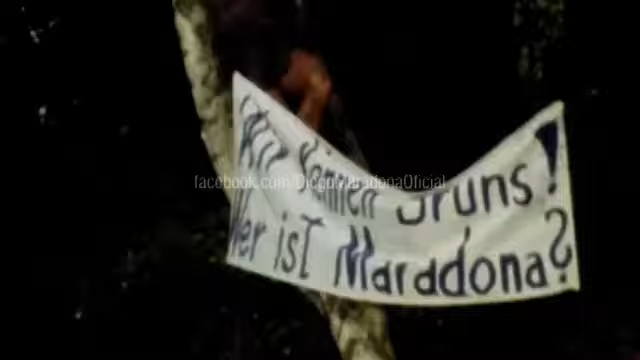 Wir kennen Bruns!
Wer ist Maradona?
facebook.com/DiegoMaradonaOficial